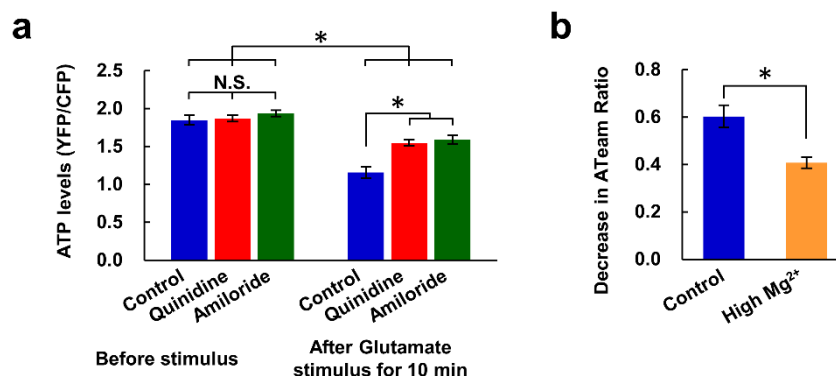 a
*
N.S.
*
ATP levels (YFP/CFP)
2.5
2.0
1.5
1.0
0.5
0.0
Control
Quinidine
Amiloride
Control
Quinidine
Amiloride
Before stimulus
After Glutamate
stimulus for 10 min
b
*
Decrease in ATeam Ratio
0.8
0.6
0.4
0.2
0.0
Control
High Mg²⁺